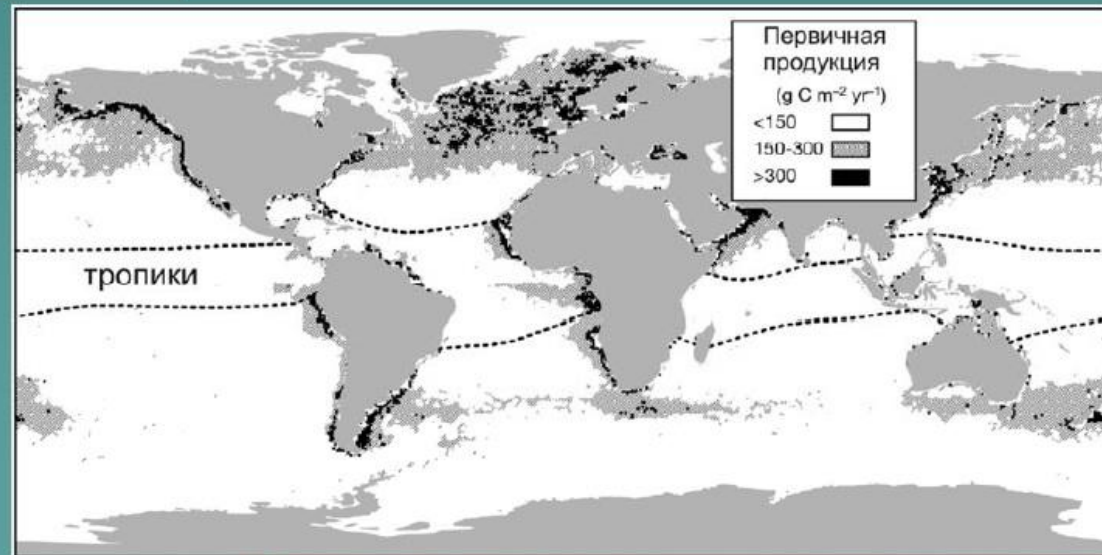 Первичная
продукция
(g C m⁻² yr⁻¹)
<150
150-300
>300
тропики